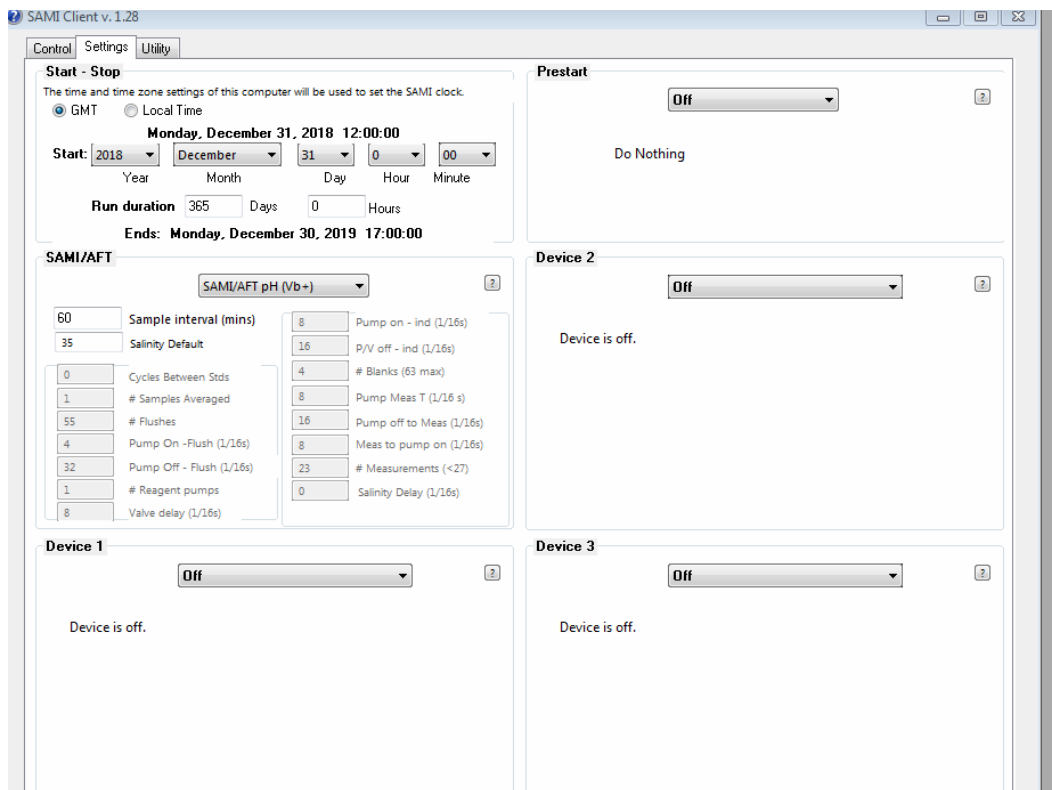 SAMI Client v. 1.28
Control Settings Utility
Start - Stop
The time and time zone settings of this computer will be used to set the SAMI clock.
GMT Local Time
Monday, December 31, 2018 12:00:00
Start: 2018 December 31 0 00
Year Month Day Hour Minute
Run duration 365 Days 0 Hours
Ends: Monday, December 30, 2019 17:00:00
Prestart
Off ?
Do Nothing
SAMI/AFT
SAMI/AFT pH (Vb+) ?
60 Sample interval (mins)
35 Salinity Default
0 Cycles Between Stds
1 # Samples Averaged
55 # Flushes
4 Pump On -Flush (1/16s)
32 Pump Off - Flush (1/16s)
1 # Reagent pumps
8 Valve delay (1/16s)
8 Pump on - ind (1/16s)
16 P/V off - ind (1/16s)
4 # Blanks (63 max)
8 Pump Meas T (1/16 s)
16 Pump off to Meas (1/16s)
8 Meas to pump on (1/16s)
23 # Measurements (<27)
0 Salinity Delay (1/16s)
Device 2
Off ?
Device is off.
Device 1
Off ?
Device is off.
Device 3
Off ?
Device is off.